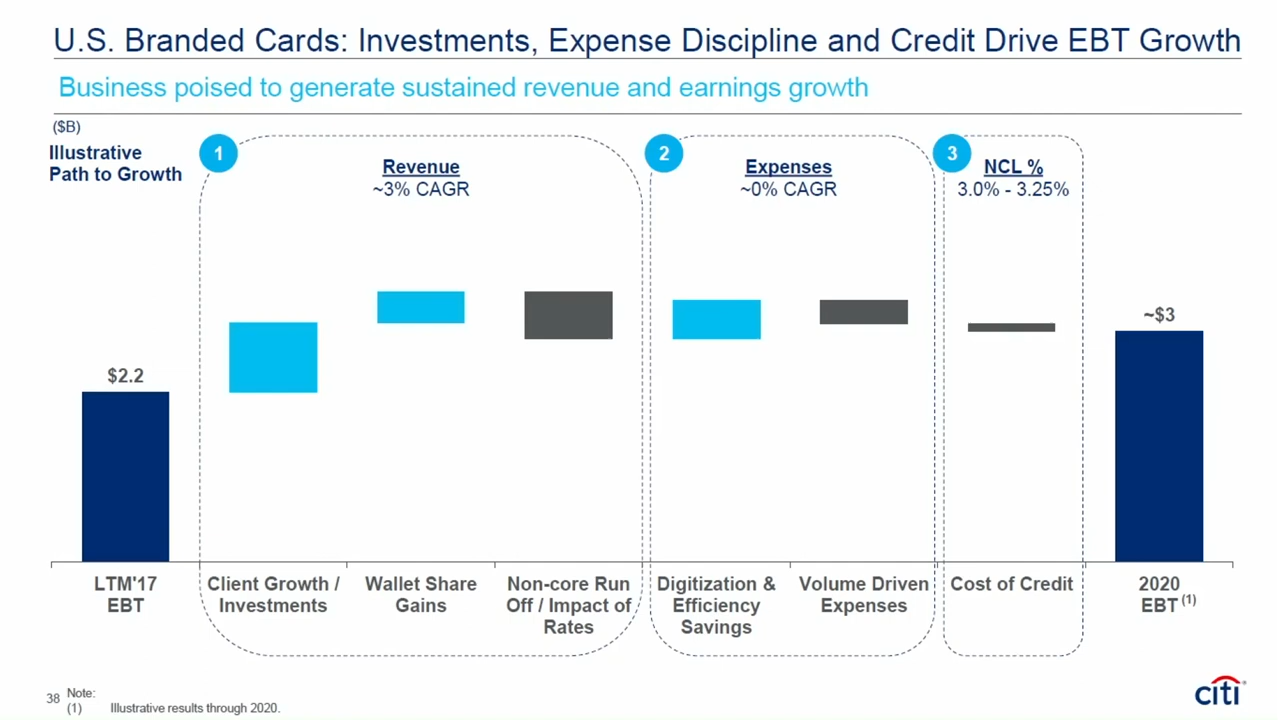 U.S. Branded Cards: Investments, Expense Discipline and Credit Drive EBT Growth
Business poised to generate sustained revenue and earnings growth
($B)
Illustrative
Path to Growth
1
Revenue
~3% CAGR
2
Expenses
~0% CAGR
3
NCL %
3.0% - 3.25%
$2.2
~$3
LTM'17
EBT
Client Growth /
Investments
Wallet Share
Gains
Non-core Run
Off / Impact of
Rates
Digitization &
Efficiency
Savings
Volume Driven
Expenses
Cost of Credit
2020
EBT (1)
38
Note:
(1) Illustrative results through 2020.
citi